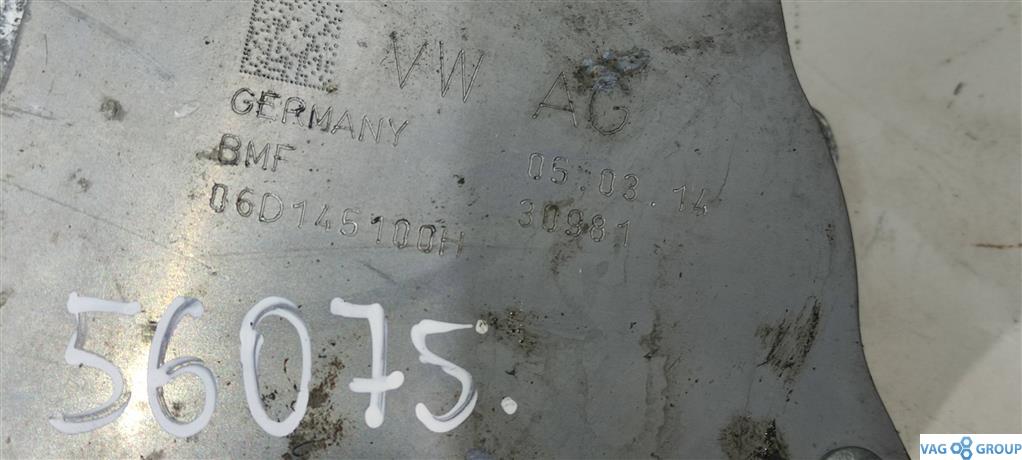 VW AG
GERMANY
BMF 05.03.14
06D145100H 30981
56075:
VAG GROUP